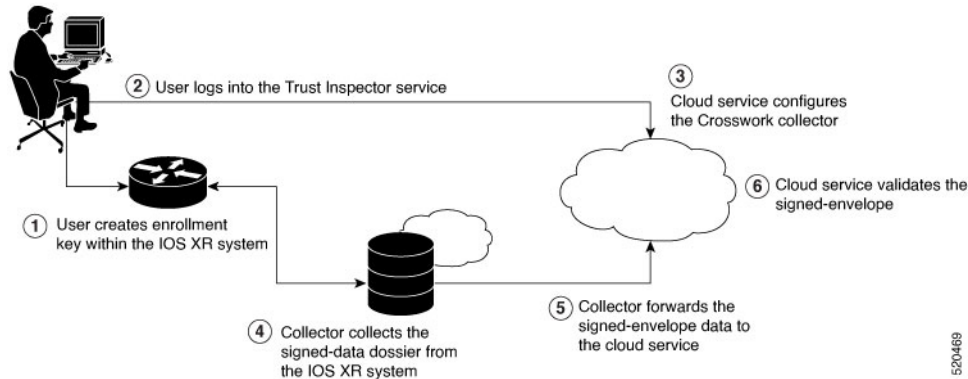 2 User logs into the Trust Inspector service
3
Cloud service configures
the Crosswork collector
6 Cloud service validates the
signed-envelope
1 User creates enrollment
key within the IOS XR system
4 Collector collects the
signed-data dossier from
the IOS XR system
5 Collector forwards the
signed-envelope data to
the cloud service
520469